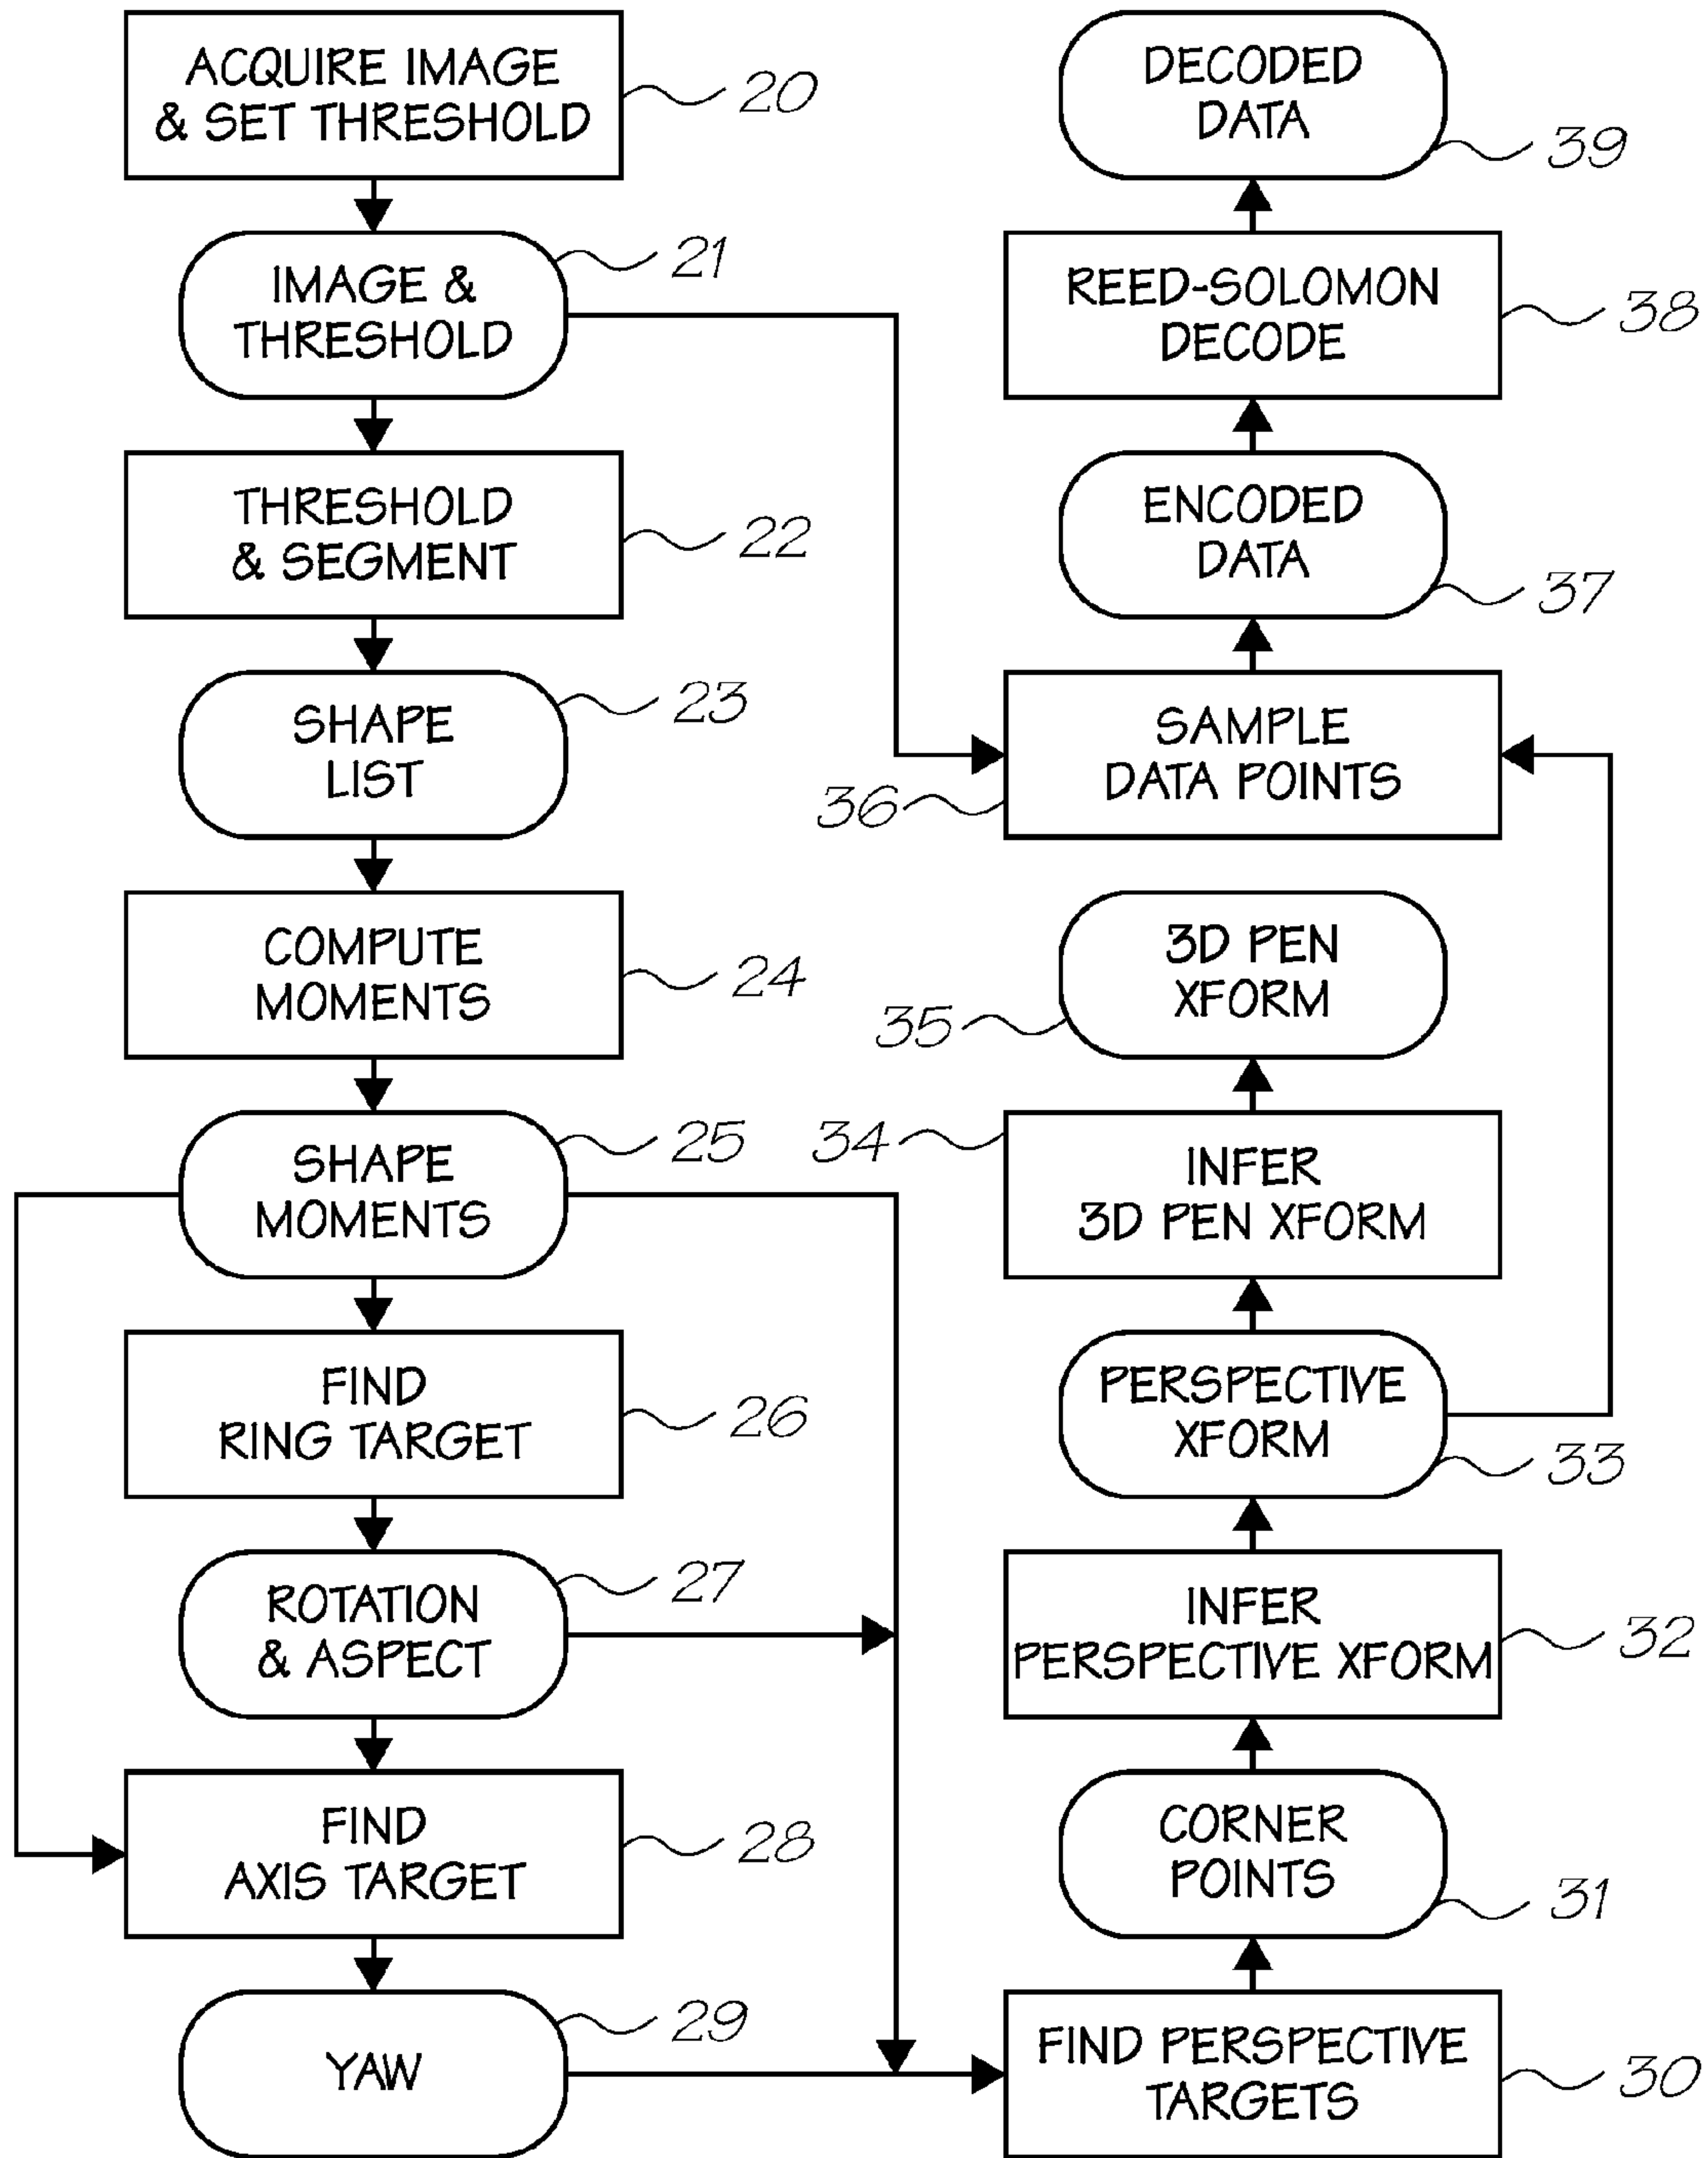 ACQUIRE IMAGE
& SET THRESHOLD
20
IMAGE &
THRESHOLD
21
THRESHOLD
& SEGMENT
22
SHAPE
LIST
23
COMPUTE
MOMENTS
24
SHAPE
MOMENTS
25
FIND
RING TARGET
26
ROTATION
& ASPECT
27
FIND
AXIS TARGET
28
YAW
29
DECODED
DATA
39
REED-SOLOMON
DECODE
38
ENCODED
DATA
37
SAMPLE
DATA POINTS
36
3D PEN
XFORM
35
INFER
3D PEN XFORM
34
PERSPECTIVE
XFORM
33
INFER
PERSPECTIVE XFORM
32
CORNER
POINTS
31
FIND PERSPECTIVE
TARGETS
30